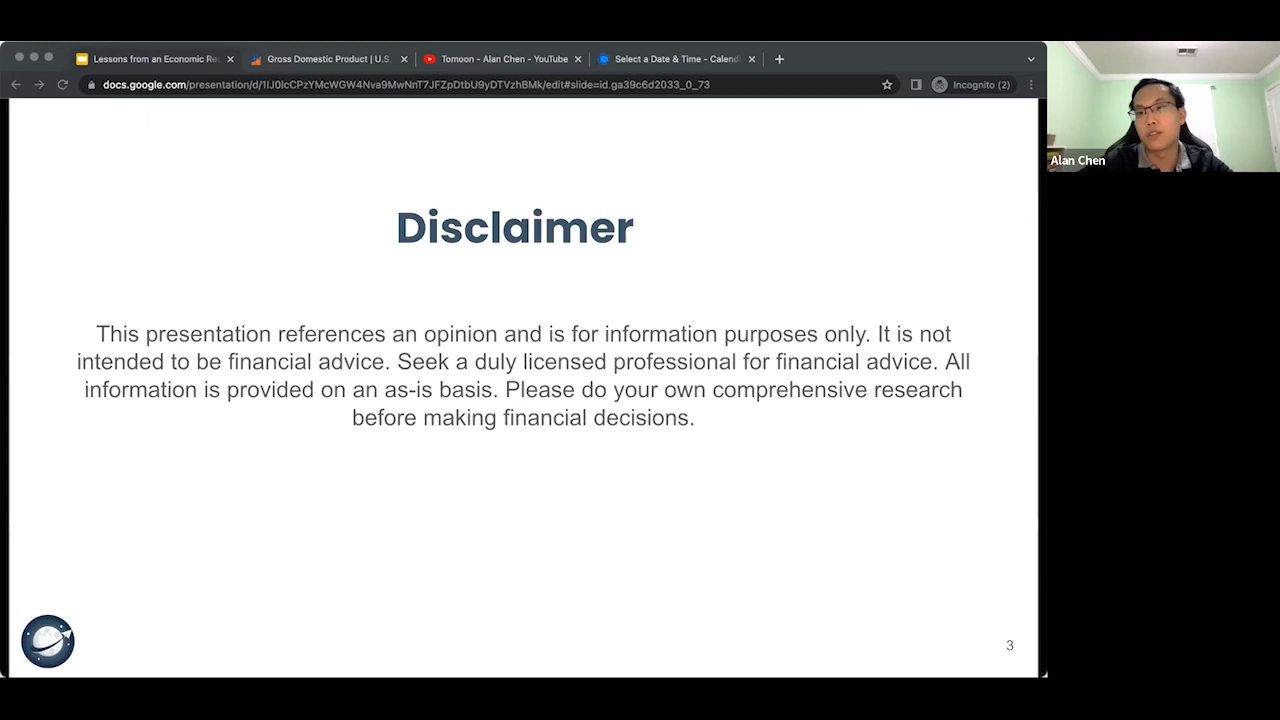 Lessons from an Economic Re
Gross Domestic Product | U.S.
Tomoon - Alan Chen - YouTube
Select a Date & Time - Calendl
docs.google.com/presentation/d/1lJ0lcCPzYMcWGW4Nva9MwNnT7JFZpDtbU9yDTVzhBMk/edit#slide=id.ga39c6d2033_0_73
Incognito (2)
Alan Chen
Disclaimer
This presentation references an opinion and is for information purposes only. It is not
intended to be financial advice. Seek a duly licensed professional for financial advice. All
information is provided on an as-is basis. Please do your own comprehensive research
before making financial decisions.
3